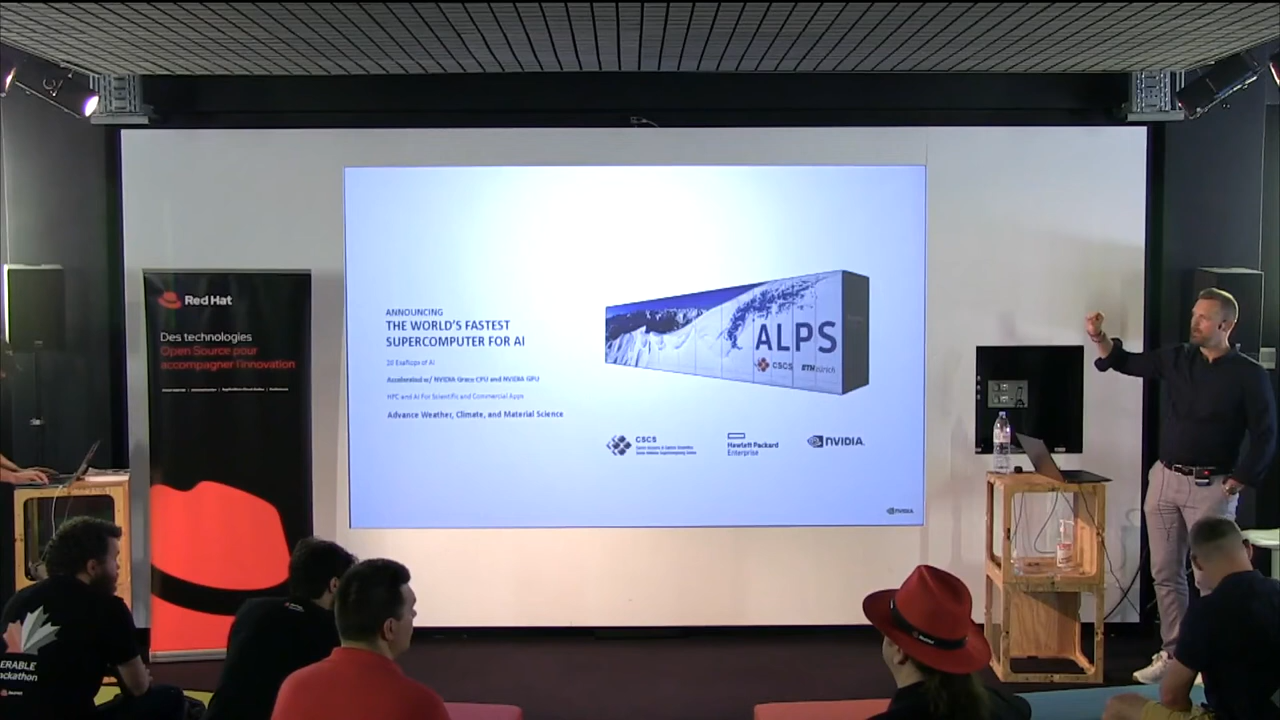 Red Hat
Des technologies
Open Source pour
accompagner l'innovation
ANNOUNCING
THE WORLD'S FASTEST
SUPERCOMPUTER FOR AI
20 Exaflops of AI
Accelerated w/ NVIDIA Grace CPU and NVIDIA GPU
HPC and AI For Scientific and Commercial Apps
Advance Weather, Climate, and Material Science
ALPS
CSCS
ETH zürich
CSCS
Hewlett Packard
Enterprise
NVIDIA.
NVIDIA
ERABLE
ackathon